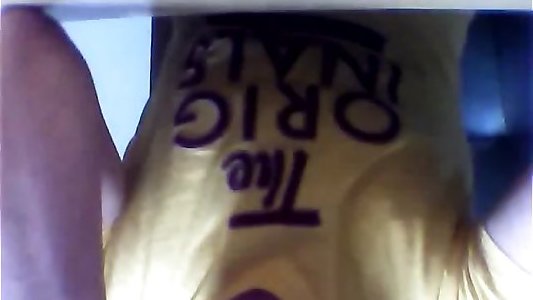 The
ORIG
INALS